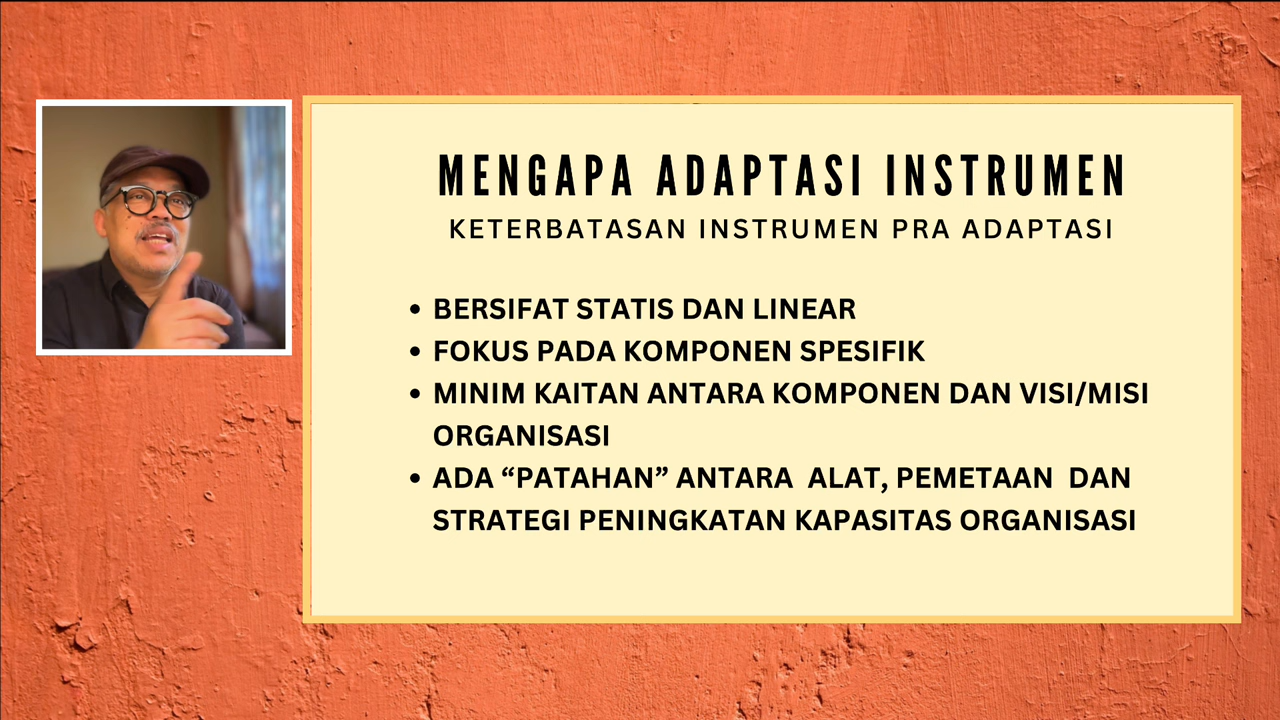 MENGAPA ADAPTASI INSTRUMEN
KETERBATASAN INSTRUMEN PRA ADAPTASI
• BERSIFAT STATIS DAN LINEAR
• FOKUS PADA KOMPONEN SPESIFIK
• MINIM KAITAN ANTARA KOMPONEN DAN VISI/MISI
ORGANISASI
• ADA “PATAHAN” ANTARA  ALAT, PEMETAAN  DAN
STRATEGI PENINGKATAN KAPASITAS ORGANISASI